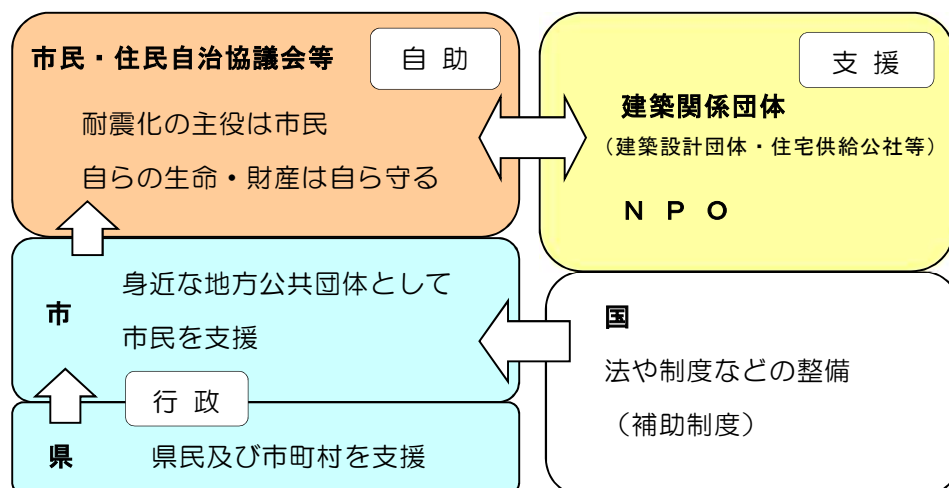 市民・住民自治協議会等
自 助
耐震化の主役は市民
自らの生命・財産は自ら守る
支 援
建築関係団体
（建築設計団体・住宅供給公社等）
Ｎ Ｐ Ｏ
市
身近な地方公共団体として
市民を支援
行 政
県
県民及び市町村を支援
国
法や制度などの整備
（補助制度）